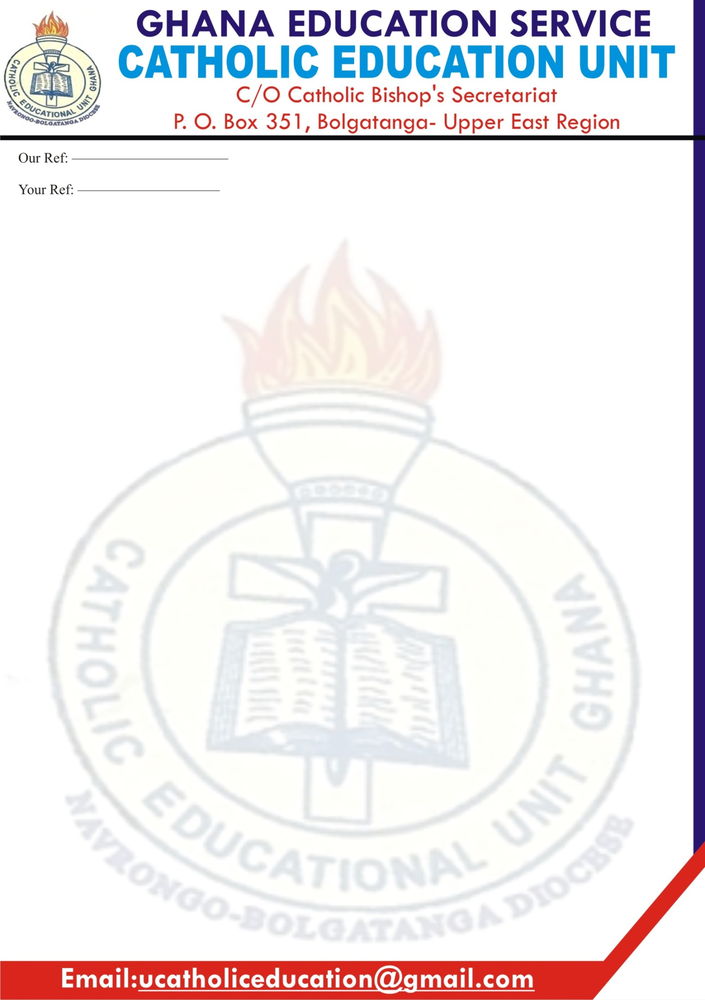 GHANA EDUCATION SERVICE
CATHOLIC EDUCATION UNIT
C/O Catholic Bishop's Secretariat
P. O. Box 351, Bolgatanga- Upper East Region
CATHOLIC EDUCATIONAL UNIT GHANA
NAVRONGO-BOLGATANGA DIOCESE
Our Ref:
Your Ref:
CATHOLIC EDUCATIONAL UNIT GHANA
NAVRONGO-BOLGATANGA DIOCESE
Email:ucatholiceducation@gmail.com